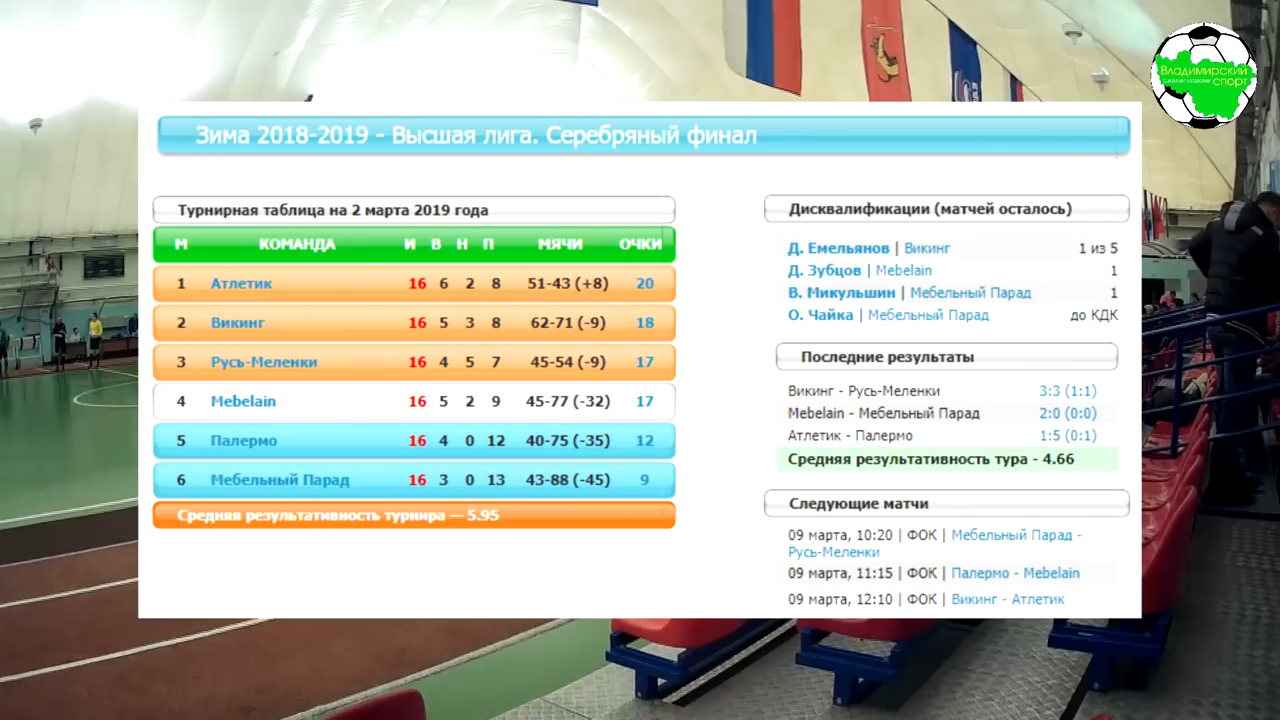 Владимирский
своими глазами спорт
Зима 2018-2019 - Высшая лига. Серебряный финал
Турнирная таблица на 2 марта 2019 года
М КОМАНДА И В Н П МЯЧИ ОЧКИ
1 Атлетик 16 6 2 8 51-43 (+8) 20
2 Викинг 16 5 3 8 62-71 (-9) 18
3 Русь-Меленки 16 4 5 7 45-54 (-9) 17
4 Mebelain 16 5 2 9 45-77 (-32) 17
5 Палермо 16 4 0 12 40-75 (-35) 12
6 Мебельный Парад 16 3 0 13 43-88 (-45) 9
Средняя результативность турнира — 5.95
Дисквалификации (матчей осталось)
Д. Емельянов | Викинг 1 из 5
Д. Зубцов | Mebelain 1
В. Микульшин | Мебельный Парад 1
О. Чайка | Мебельный Парад до КДК
Последние результаты
Викинг - Русь-Меленки 3:3 (1:1)
Mebelain - Мебельный Парад 2:0 (0:0)
Атлетик - Палермо 1:5 (0:1)
Средняя результативность тура - 4.66
Следующие матчи
09 марта, 10:20 | ФОК | Мебельный Парад -
Русь-Меленки
09 марта, 11:15 | ФОК | Палермо - Mebelain
09 марта, 12:10 | ФОК | Викинг - Атлетик